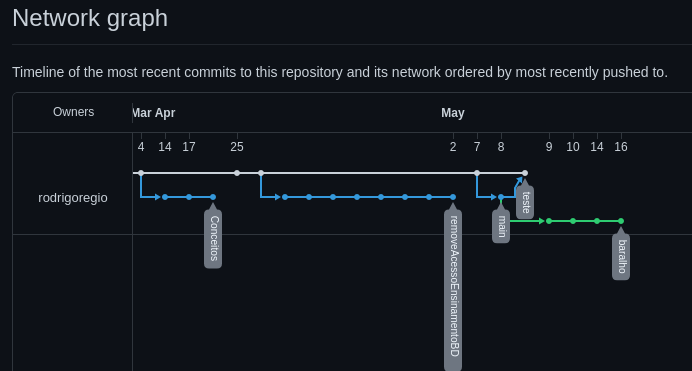 Network graph
Timeline of the most recent commits to this repository and its network ordered by most recently pushed to.
Owners
Mar Apr
May
4 14 17 25 2 7 8 9 10 14 16
rodrigoregio
Conceitos
removeAcessoEnsinamentoBD
main
teste
baralho